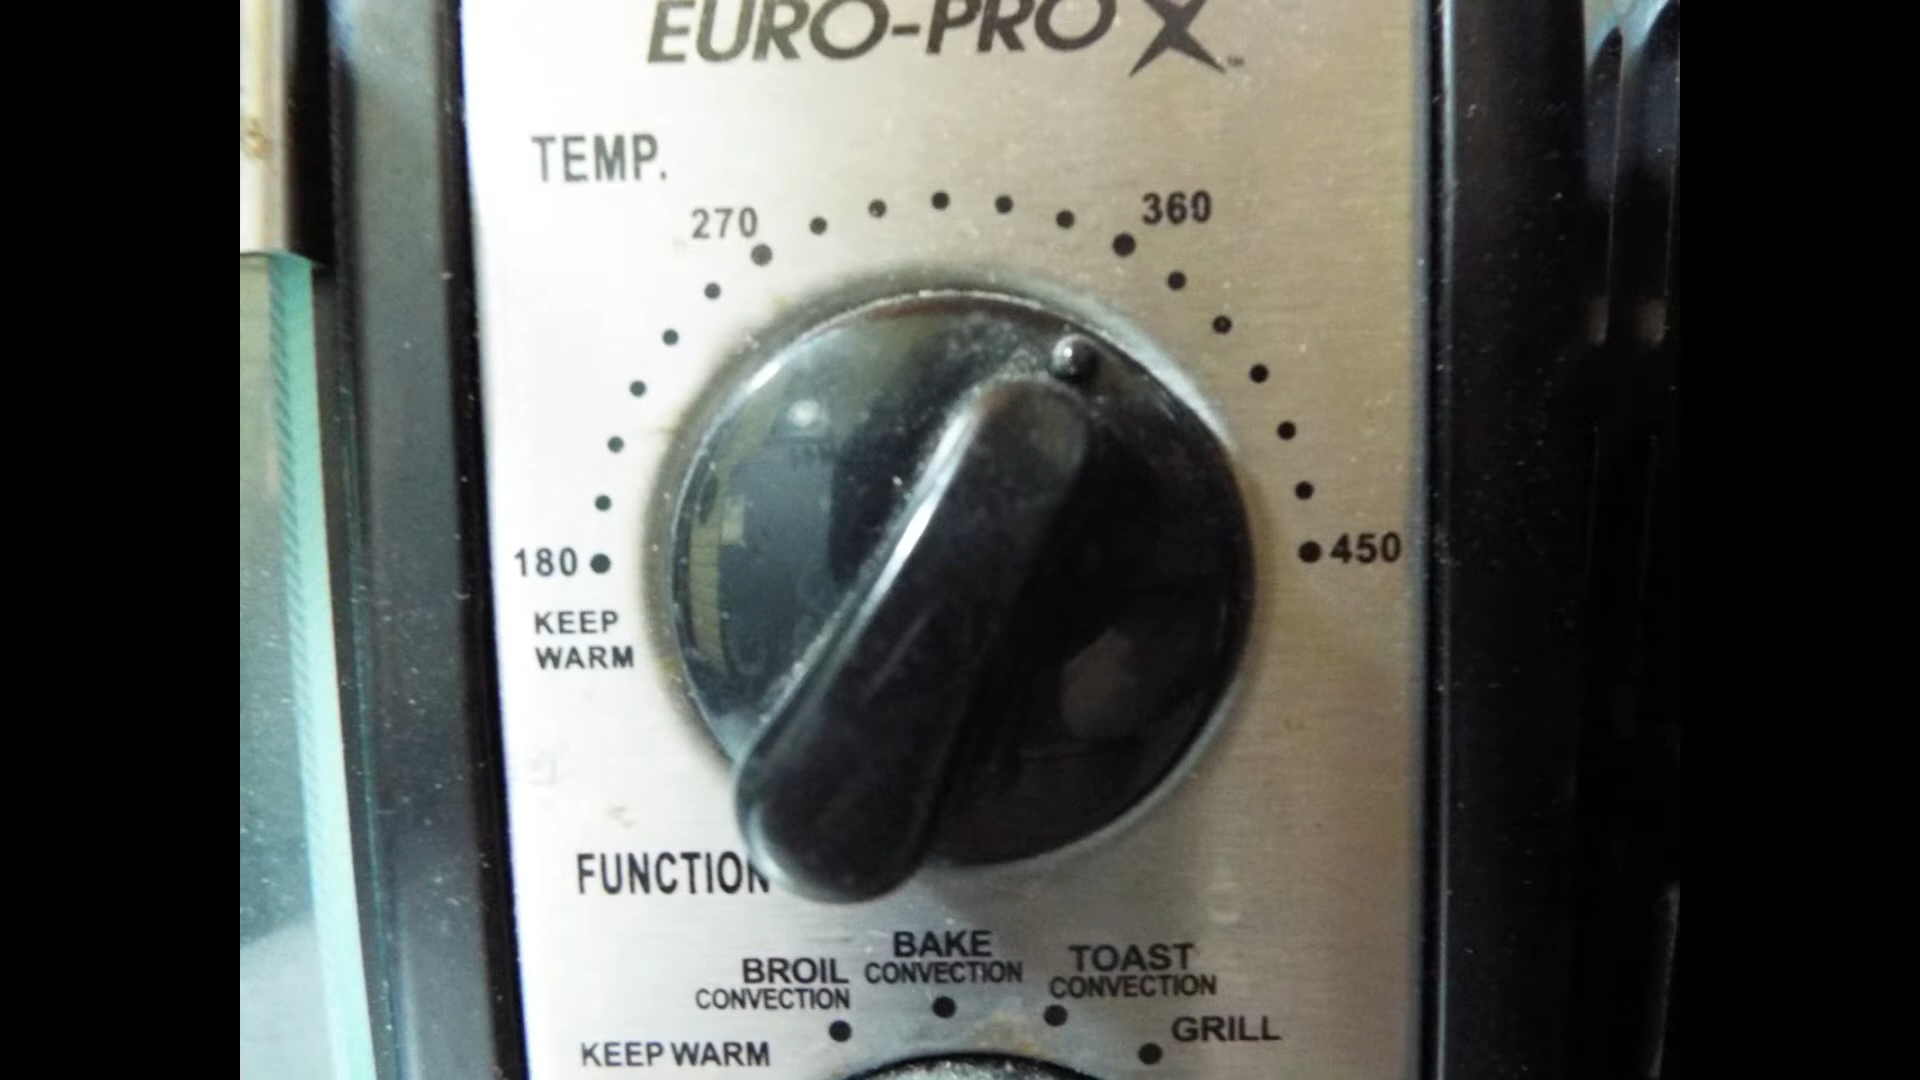 EURO-PRO X™
TEMP.
270
360
180
450
KEEP
WARM
FUNCTION
BROIL
CONVECTION
BAKE
CONVECTION
TOAST
CONVECTION
KEEP WARM
GRILL